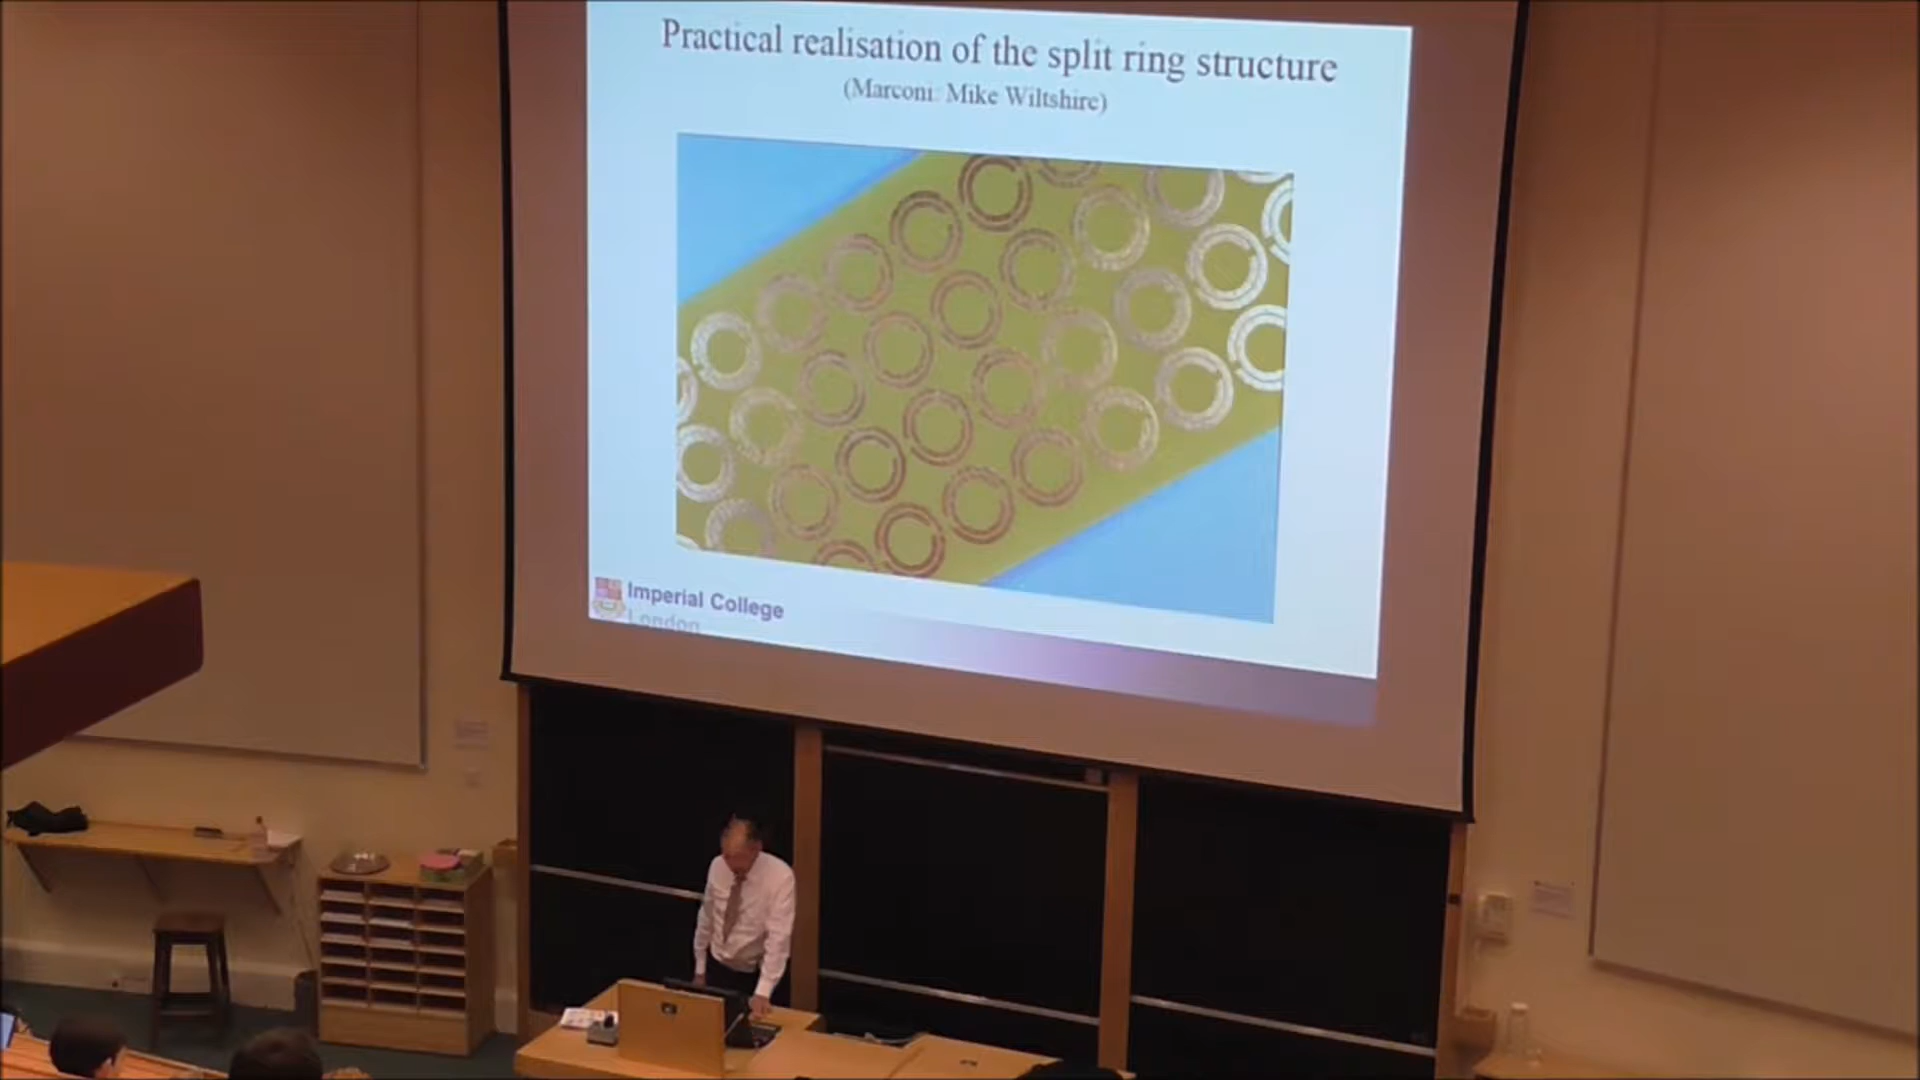 Practical realisation of the split ring structure
(Marconi: Mike Wiltshire)
Imperial College
London